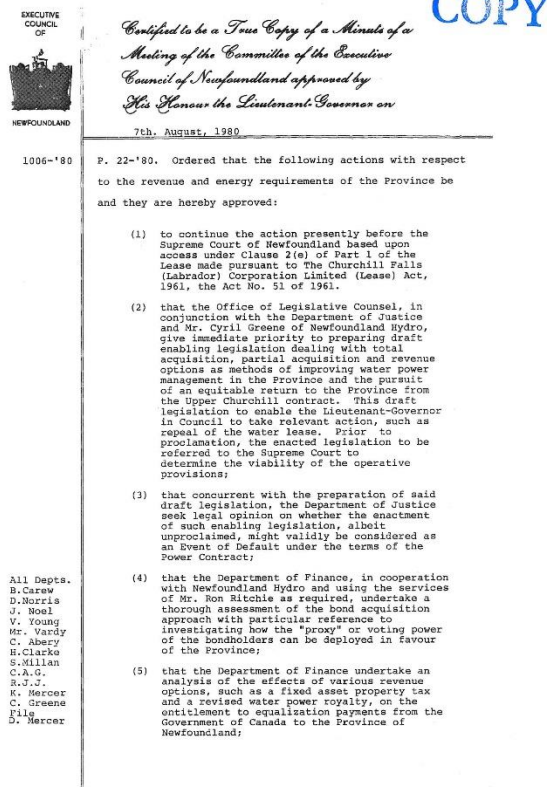 EXECUTIVE
COUNCIL
OF
NEWFOUNDLAND
COPY
Certified to be a True Copy of a Minute of a
Meeting of the Committee of the Executive
Council of Newfoundland approved by
His Honour the Lieutenant-Governor on
7th. August, 1980
1006-'80
P. 22-'80. Ordered that the following actions with respect
to the revenue and energy requirements of the Province be
and they are hereby approved:
(1) to continue the action presently before the
Supreme Court of Newfoundland based upon
access under Clause 2(e) of Part 1 of the
Lease made pursuant to The Churchill Falls
(Labrador) Corporation Limited (Lease) Act,
1961, the Act No. 51 of 1961.
(2) that the Office of Legislative Counsel, in
conjunction with the Department of Justice
and Mr. Cyril Greene of Newfoundland Hydro,
give immediate priority to preparing draft
enabling legislation dealing with total
acquisition, partial acquisition and revenue
options as methods of improving water power
management in the Province and the pursuit
of an equitable return to the Province from
the Upper Churchill contract. This draft
legislation to enable the Lieutenant-Governor
in Council to take relevant action, such as
repeal of the water lease. Prior to
proclamation, the enacted legislation to be
referred to the Supreme Court to
determine the viability of the operative
provisions;
(3) that concurrent with the preparation of said
draft legislation, the Department of Justice
seek legal opinion on whether the enactment
of such enabling legislation, albeit
unproclaimed, might validly be considered as
an Event of Default under the terms of the
Power Contract;
(4) that the Department of Finance, in cooperation
with Newfoundland Hydro and using the services
of Mr. Ron Ritchie as required, undertake a
thorough assessment of the bond acquisition
approach with particular reference to
investigating how the "proxy" or voting power
of the bondholders can be deployed in favour
of the Province;
(5) that the Department of Finance undertake an
analysis of the effects of various revenue
options, such as a fixed asset property tax
and a revised water power royalty, on the
entitlement to equalization payments from the
Government of Canada to the Province of
Newfoundland;
All Depts.
B.Carew
D.Norris
J. Noel
V. Young
Mr. Vardy
C. Abery
H.Clarke
S.Millan
C.A.G.
R.J.J.
K. Mercer
C. Greene
File
D. Mercer